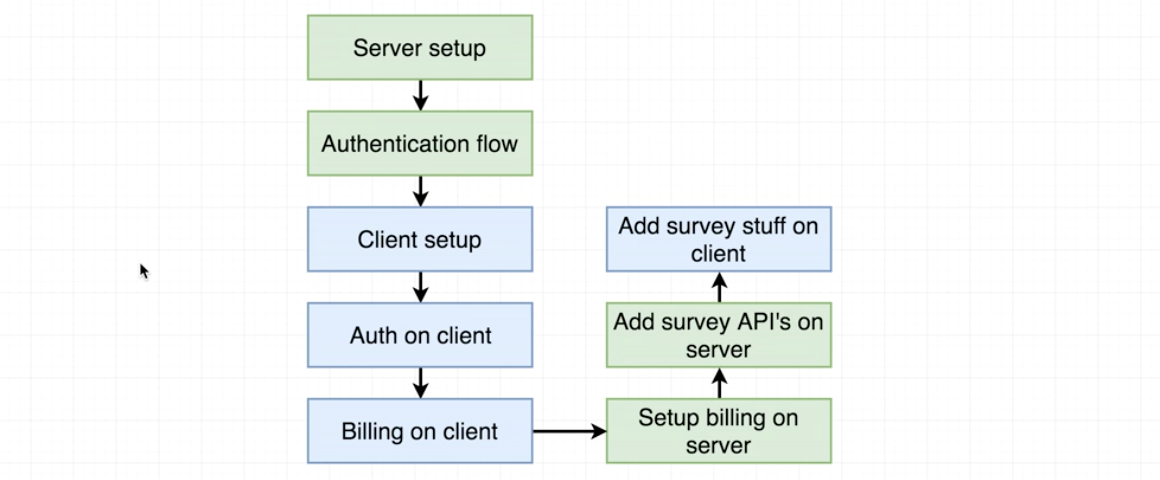 Server setup
Authentication flow
Client setup
Auth on client
Billing on client
Setup billing on
server
Add survey API's on
server
Add survey stuff on
client